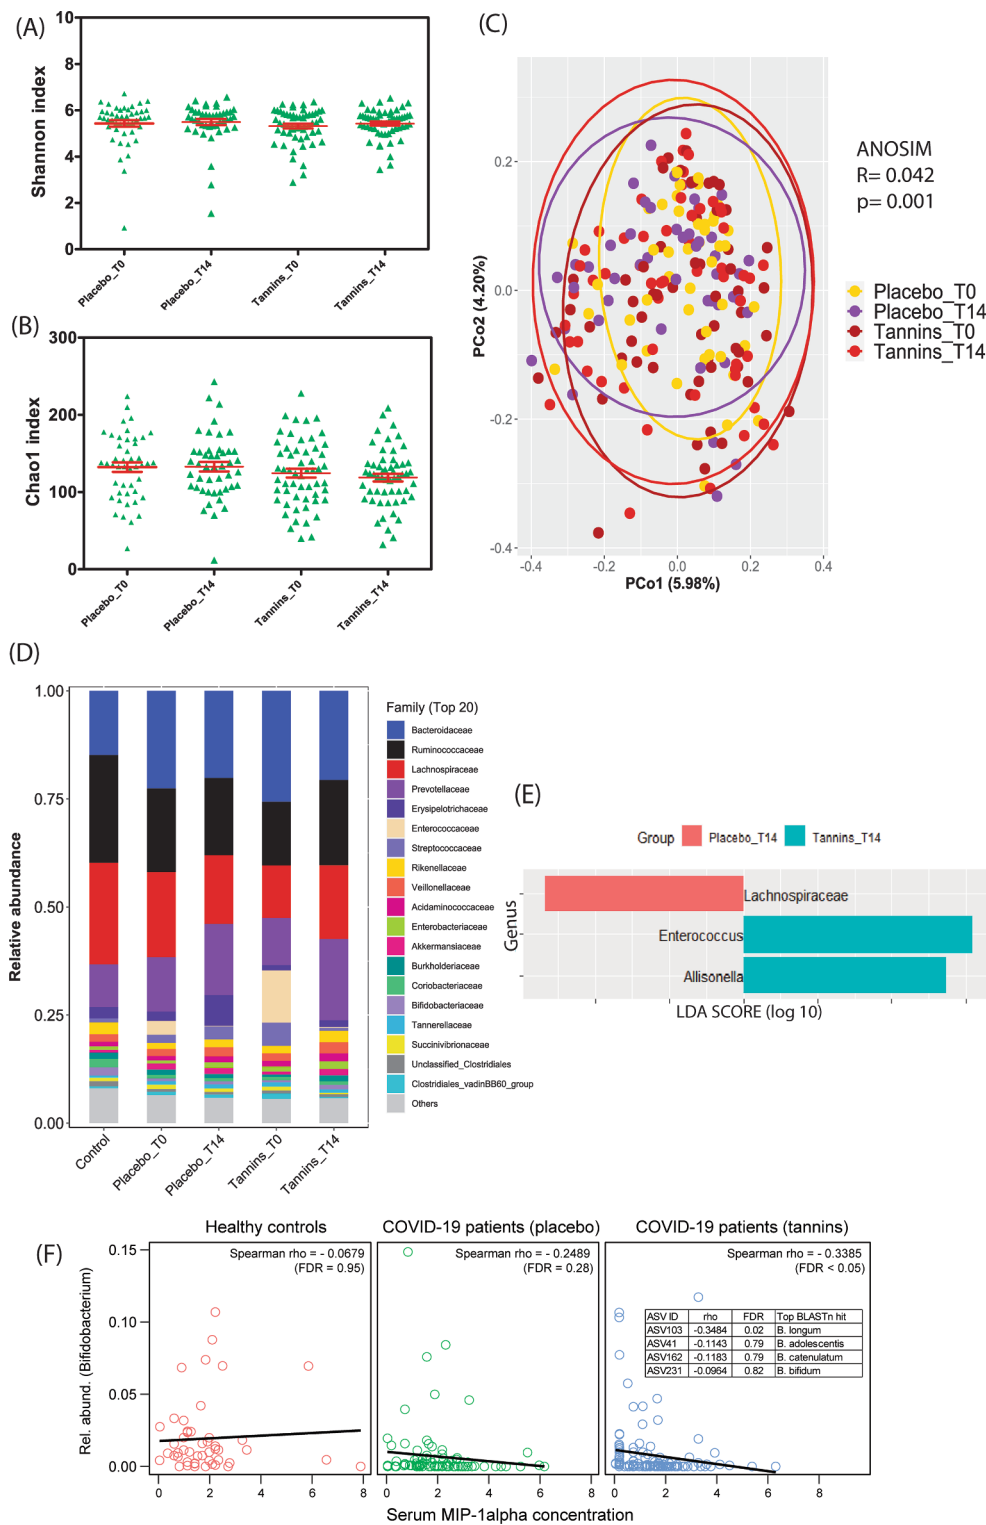 (A)
10
8
6
4
2
0
Shannon index
Placebo_T0
Placebo_T14
Tannins_T0
Tannins_T14
(B)
300
200
100
0
Chao1 index
Placebo_T0
Placebo_T14
Tannins_T0
Tannins_T14
(C)
0.2
0.0
-0.2
-0.4
PCo2 (4.20%)
-0.4
-0.2
0.0
0.2
0.4
PCo1 (5.98%)
ANOSIM
R= 0.042
p= 0.001
Placebo_T0
Placebo_T14
Tannins_T0
Tannins_T14
(D)
1.00
0.75
0.50
0.25
0.00
Relative abundance
Control
Placebo_T0
Placebo_T14
Tannins_T0
Tannins_T14
Family (Top 20)
Bacteroidaceae
Ruminococcaceae
Lachnospiraceae
Prevotellaceae
Erysipelotrichaceae
Enterococcaceae
Streptococcaceae
Rikenellaceae
Veillonellaceae
Acidaminococcaceae
Enterobacteriaceae
Akkermansiaceae
Burkholderiaceae
Coriobacteriaceae
Bifidobacteriaceae
Tannerellaceae
Succinivibrionaceae
Unclassified_Clostridiales
Clostridiales_vadinBB60_group
Others
(E)
Group
Placebo_T14
Tannins_T14
Genus
Lachnospiraceae
Enterococcus
Allisonella
LDA SCORE (log 10)
(F)
Healthy controls
COVID-19 patients (placebo)
COVID-19 patients (tannins)
Spearman rho = - 0.0679
(FDR = 0.95)
Spearman rho = - 0.2489
(FDR = 0.28)
Spearman rho = - 0.3385
(FDR < 0.05)
ASV ID rho FDR Top BLASTn hit
ASV103 -0.3484 0.02 B. longum
ASV41 -0.1143 0.79 B. adolescentis
ASV162 -0.1183 0.79 B. catenulatum
ASV231 -0.0964 0.82 B. bifidum
0.15
0.10
0.05
0.00
Rel. abund. (Bifidobacterium)
0 2 4 6 8
0 2 4 6 8
0 2 4 6 8
Serum MIP-1alpha concentration